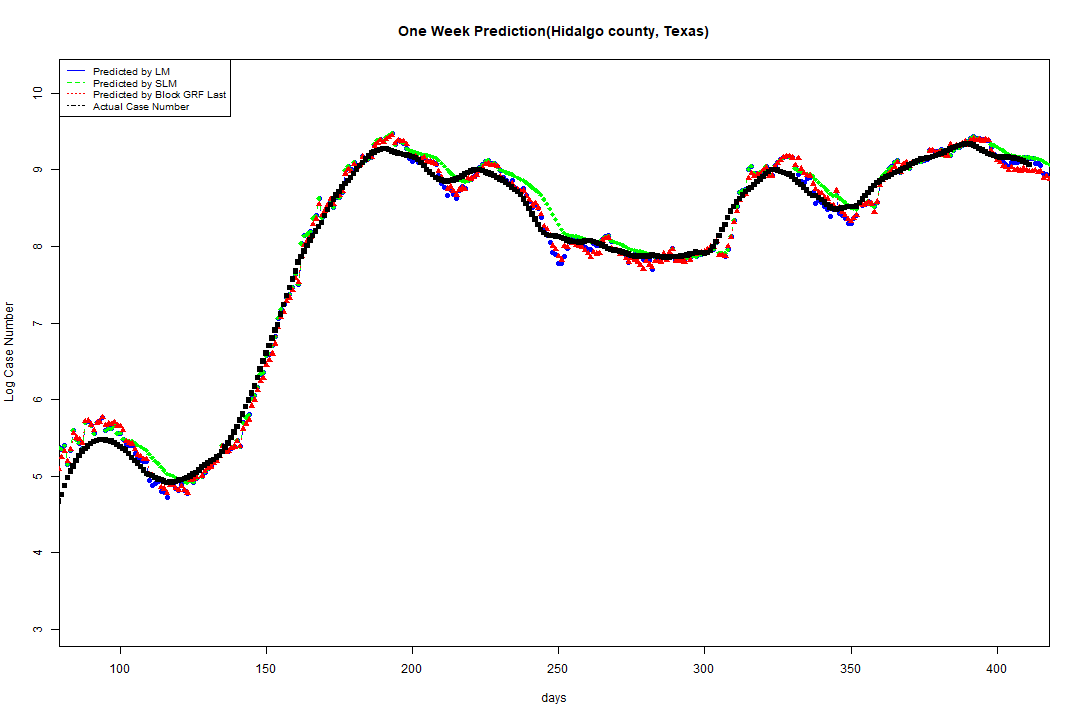 One Week Prediction(Hidalgo county, Texas)
Predicted by LM
Predicted by SLM
Predicted by Block GRF Last
Actual Case Number
10
9
8
7
6
5
4
3
Log Case Number
100 150 200 250 300 350 400
days